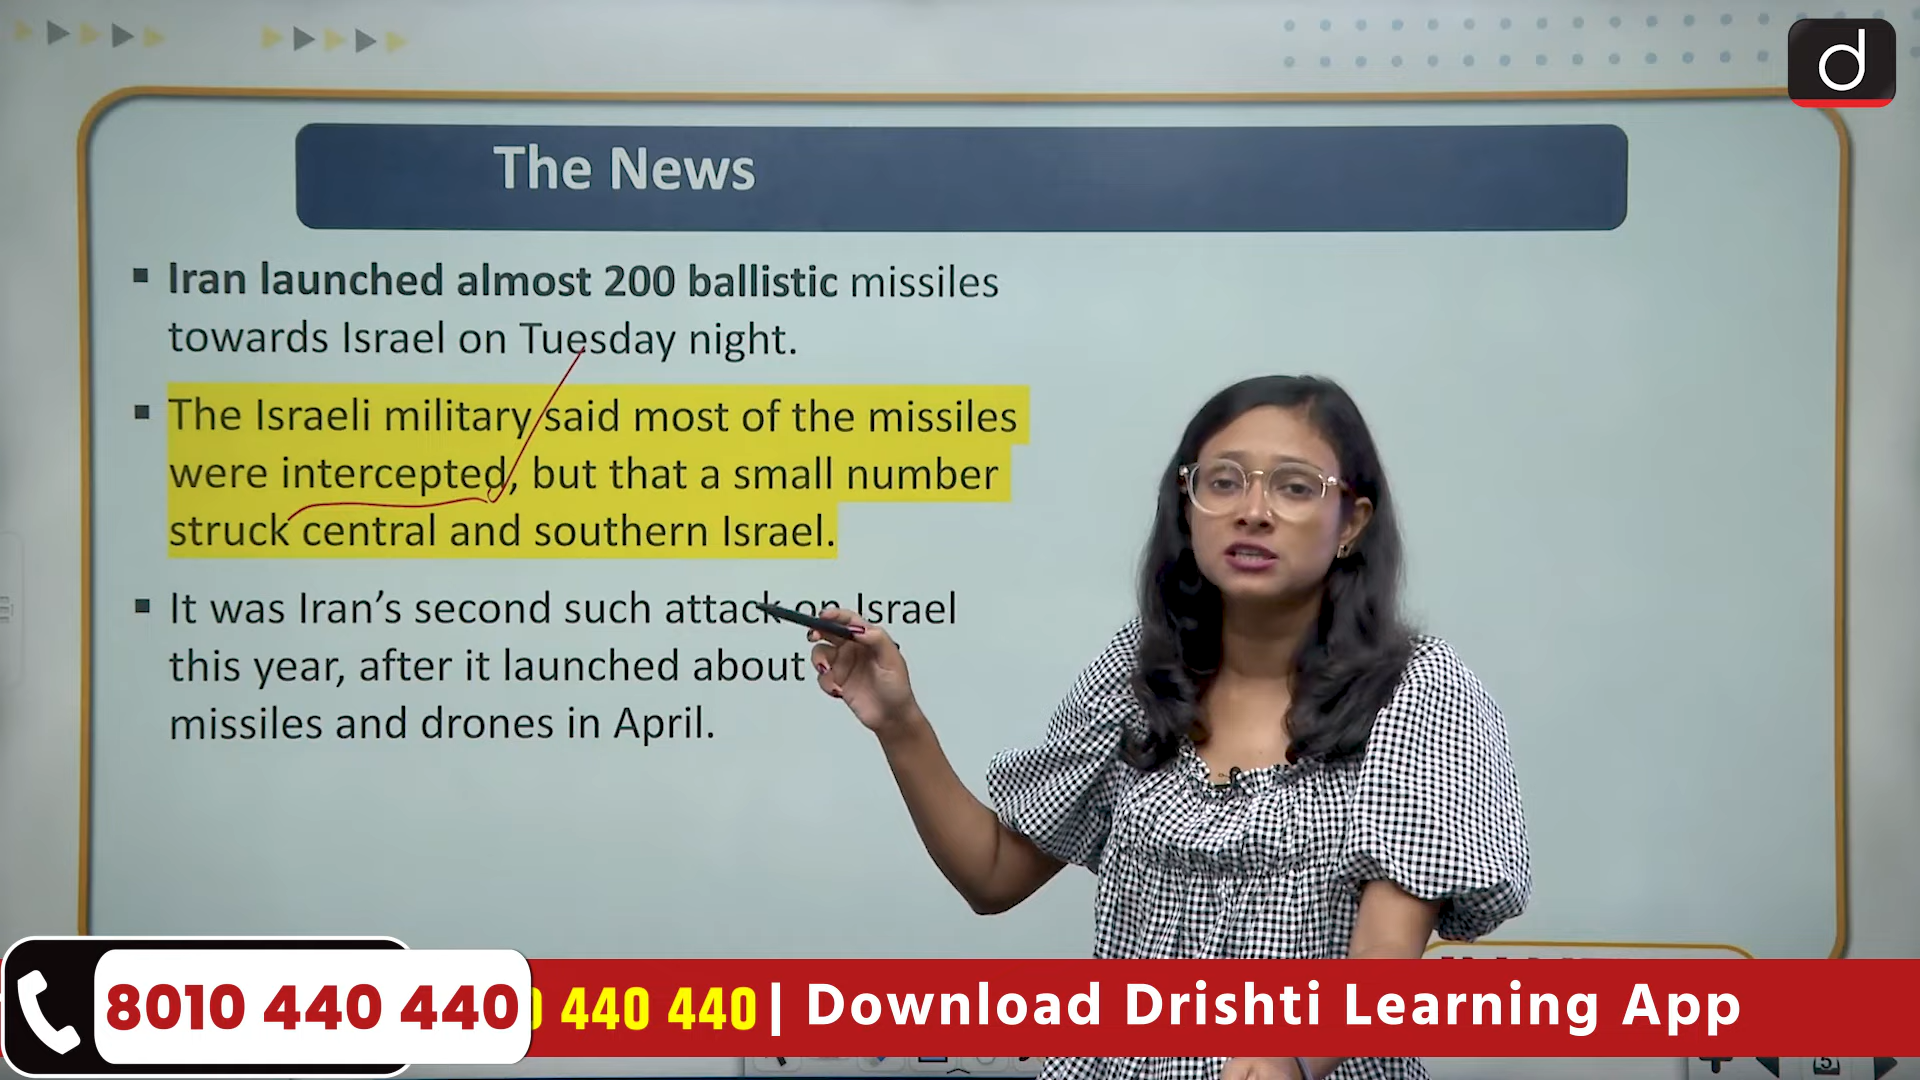 d
The News
▪ Iran launched almost 200 ballistic missiles
towards Israel on Tuesday night.
▪ The Israeli military said most of the missiles
were intercepted, but that a small number
struck central and southern Israel.
▪ It was Iran's second such attack on Israel
this year, after it launched about
missiles and drones in April.
8010 440 440
440 440 | Download Drishti Learning App
5